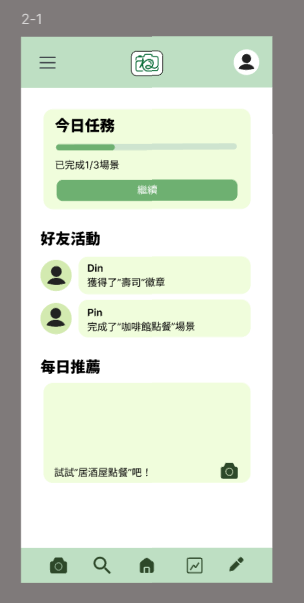 2-1
今日任務
已完成1/3場景
繼續
好友活動
Din
獲得了"壽司"徽章
Pin
完成了"咖啡館點餐"場景
每日推薦
試試"居酒屋點餐"吧！